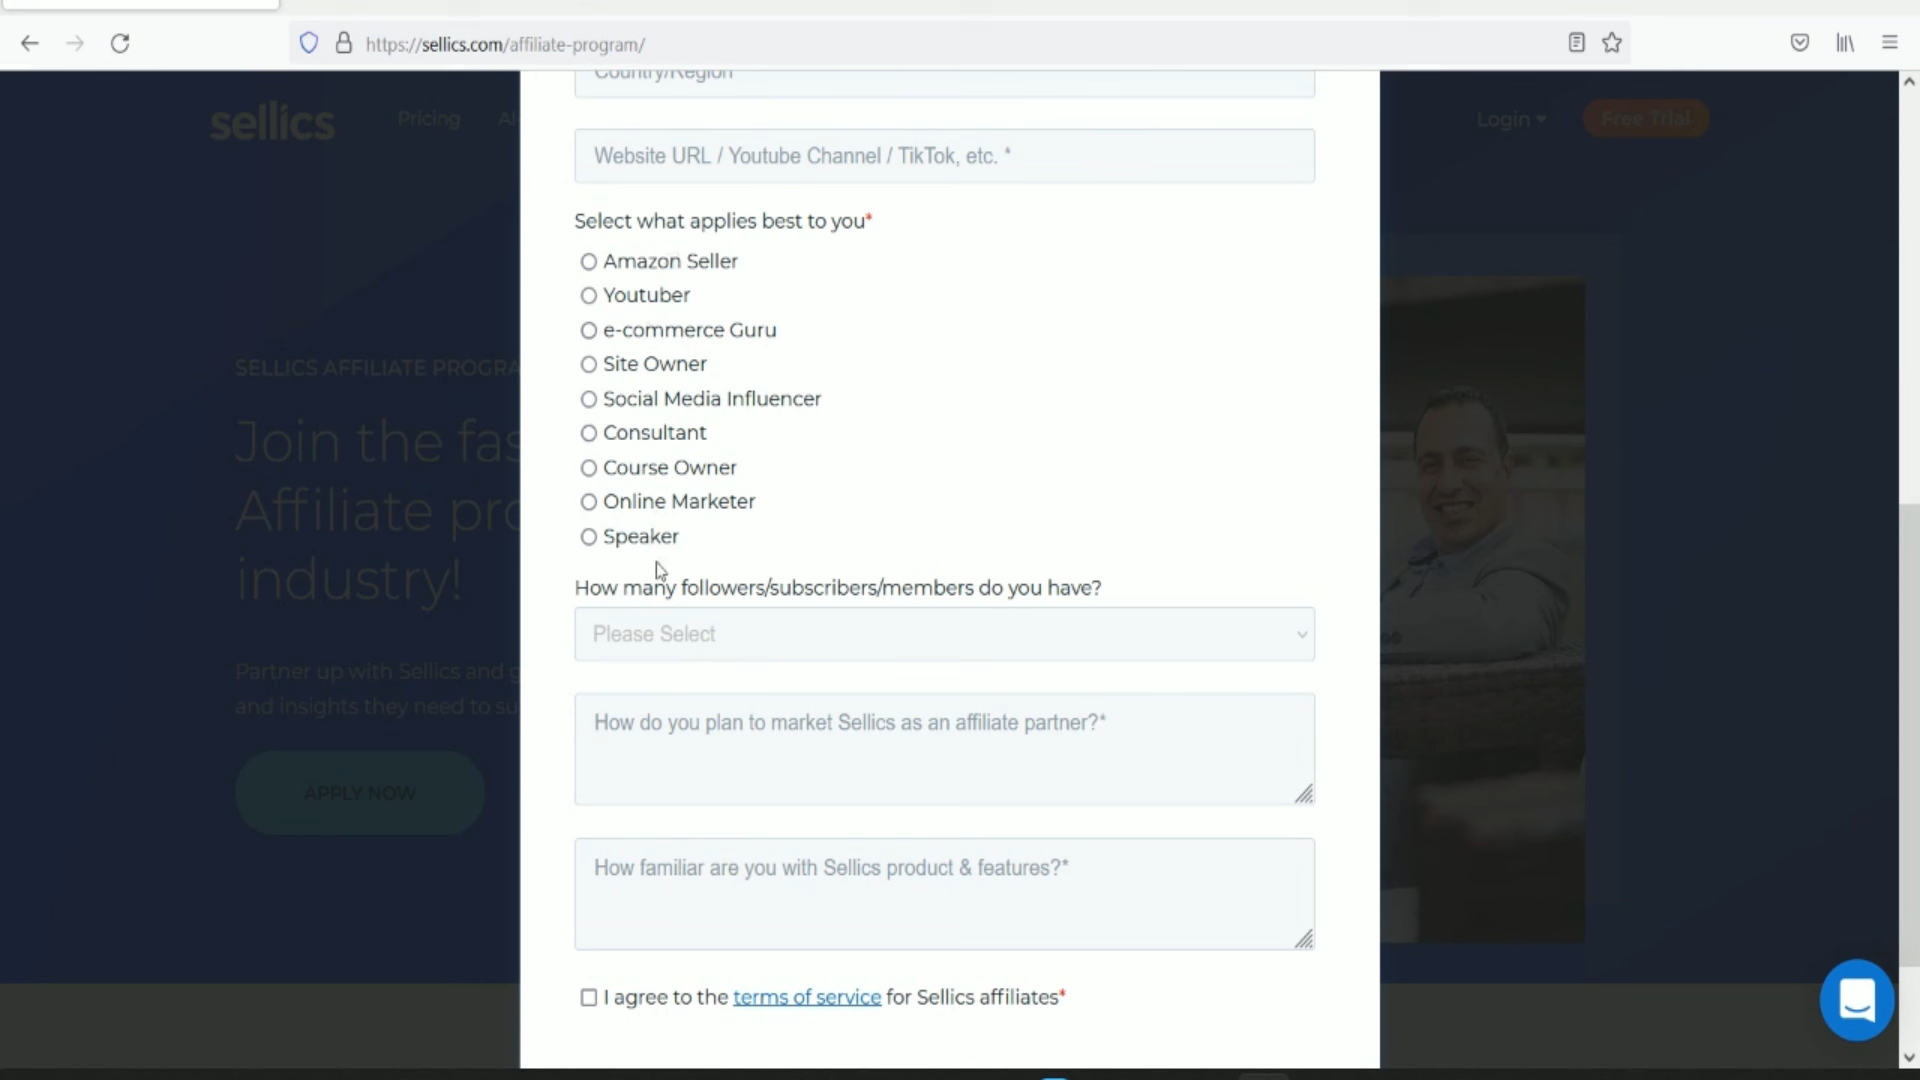 https://sellics.com/affiliate-program/
Country/Region
sellics
Pricing
Login
Free Trial
Website URL / Youtube Channel / TikTok, etc. *
Select what applies best to you*
Amazon Seller
Youtuber
e-commerce Guru
Site Owner
SELLICS AFFILIATE PROGRA
Social Media Influencer
Join the fas
Consultant
Course Owner
Affiliate pro
Online Marketer
Speaker
industry!
How many followers/subscribers/members do you have?
Please Select
Partner up with Sellics and g
and insights they need to su
How do you plan to market Sellics as an affiliate partner?*
APPLY NOW
How familiar are you with Sellics product & features?*
I agree to the terms of service for Sellics affiliates*